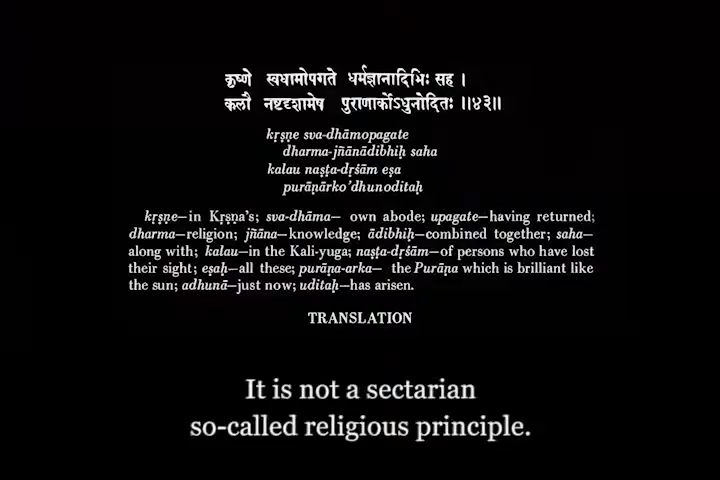 कृष्णे स्वधामोपगते धर्मज्ञानादिभिः सह ।
कलौ नष्टदृशामेष पुराणार्कोऽधुनोदितः ॥४३॥
kṛṣṇe sva-dhāmopagate
dharma-jñānādibhiḥ saha
kalau naṣṭa-dṛśām eṣa
purāṇārko'dhunoditaḥ
kṛṣṇe—in Kṛṣṇa's; sva-dhāma— own abode; upagate—having returned;
dharma—religion; jñāna—knowledge; ādibhiḥ—combined together; saha—
along with; kalau—in the Kali-yuga; naṣṭa-dṛśām—of persons who have lost
their sight; eṣaḥ—all these; purāṇa-arka— the Purāṇa which is brilliant like
the sun; adhunā—just now; uditaḥ—has arisen.
TRANSLATION
It is not a sectarian
so-called religious principle.